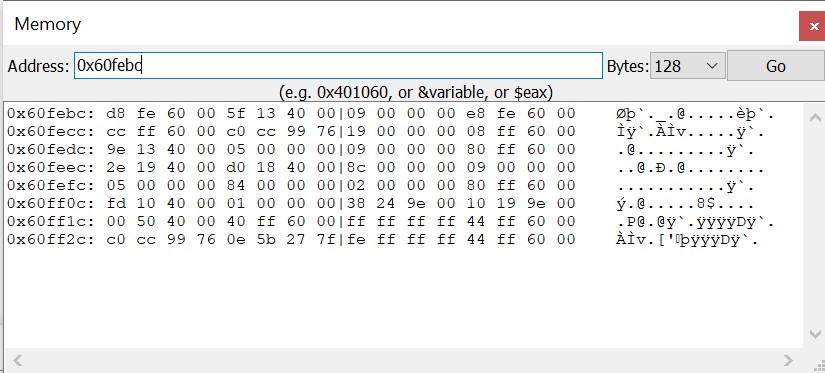 Memory
Address: 0x60febc Bytes: 128 Go
(e.g. 0x401060, or &variable, or $eax)
0x60febc: d8 fe 60 00 5f 13 40 00|09 00 00 00 e8 fe 60 00 Øþ`._.@.....èþ`.
0x60fecc: cc ff 60 00 c0 cc 99 76|19 00 00 00 08 ff 60 00 Ìÿ`.ÀÌv.....ÿ`.
0x60fedc: 9e 13 40 00 05 00 00 00|09 00 00 00 80 ff 60 00 .@.........ÿ`.
0x60feec: 2e 19 40 00 d0 18 40 00|8c 00 00 00 09 00 00 00 ..@.Ð.@........
0x60fefc: 05 00 00 00 84 00 00 00|02 00 00 00 80 ff 60 00 ...........ÿ`.
0x60ff0c: fd 10 40 00 01 00 00 00|38 24 9e 00 10 19 9e 00 ý.@.....8$....
0x60ff1c: 00 50 40 00 40 ff 60 00|ff ff ff ff 44 ff 60 00 .P@.@ÿ`.ÿÿÿÿDÿ`.
0x60ff2c: c0 cc 99 76 0e 5b 27 7f|fe ff ff ff 44 ff 60 00 ÀÌv.['▯þÿÿÿDÿ`.